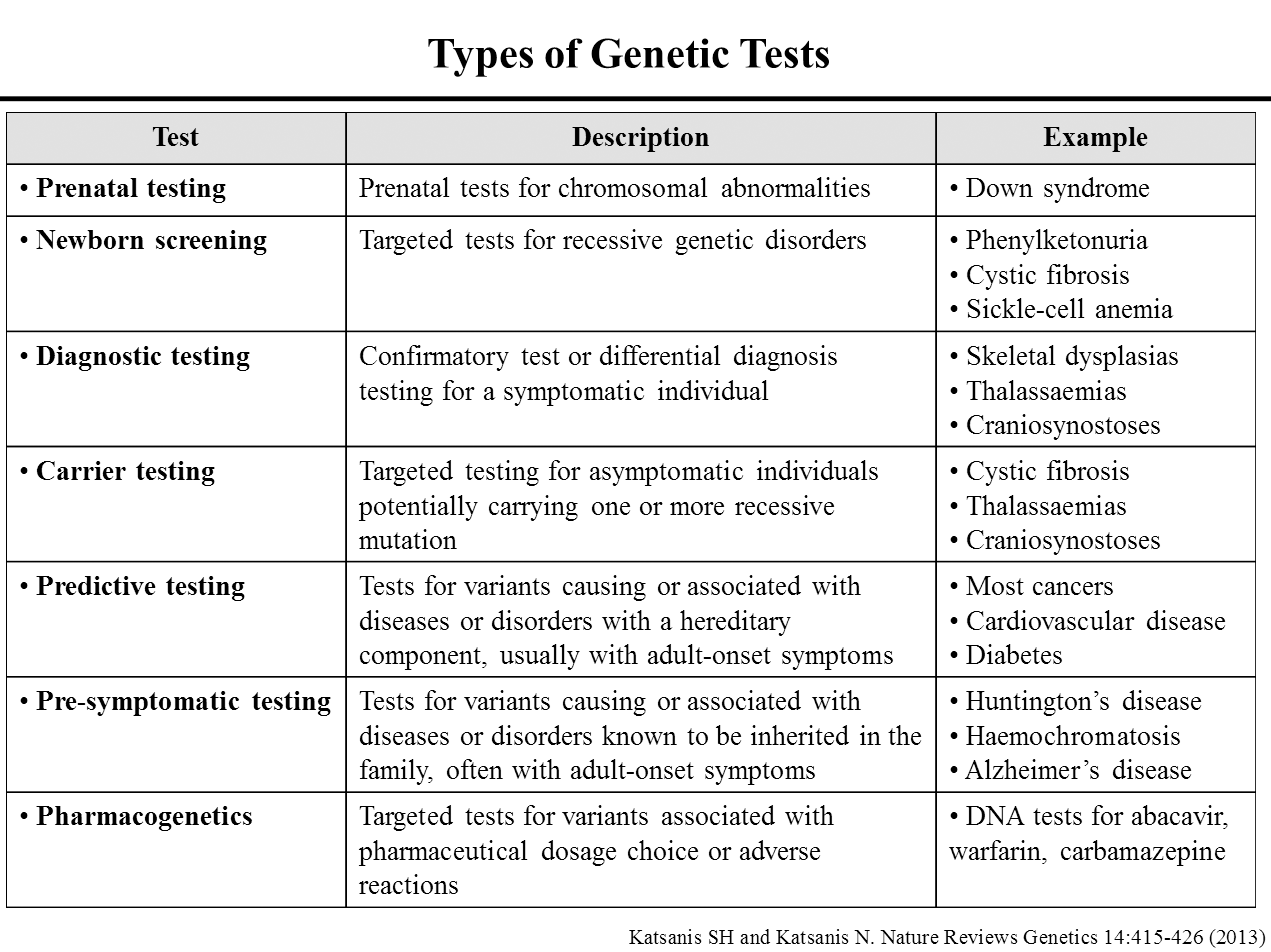 Types of Genetic Tests
Test Description Example
• Prenatal testing Prenatal tests for chromosomal abnormalities • Down syndrome
• Newborn screening Targeted tests for recessive genetic disorders • Phenylketonuria
• Cystic fibrosis
• Sickle-cell anemia
• Diagnostic testing Confirmatory test or differential diagnosis • Skeletal dysplasias
testing for a symptomatic individual • Thalassaemias
• Craniosynostoses
• Carrier testing Targeted testing for asymptomatic individuals • Cystic fibrosis
potentially carrying one or more recessive • Thalassaemias
mutation • Craniosynostoses
• Predictive testing Tests for variants causing or associated with • Most cancers
diseases or disorders with a hereditary • Cardiovascular disease
component, usually with adult-onset symptoms • Diabetes
• Pre-symptomatic testing Tests for variants causing or associated with • Huntington’s disease
diseases or disorders known to be inherited in the • Haemochromatosis
family, often with adult-onset symptoms • Alzheimer’s disease
• Pharmacogenetics Targeted tests for variants associated with • DNA tests for abacavir,
pharmaceutical dosage choice or adverse warfarin, carbamazepine
reactions
Katsanis SH and Katsanis N. Nature Reviews Genetics 14:415-426 (2013)